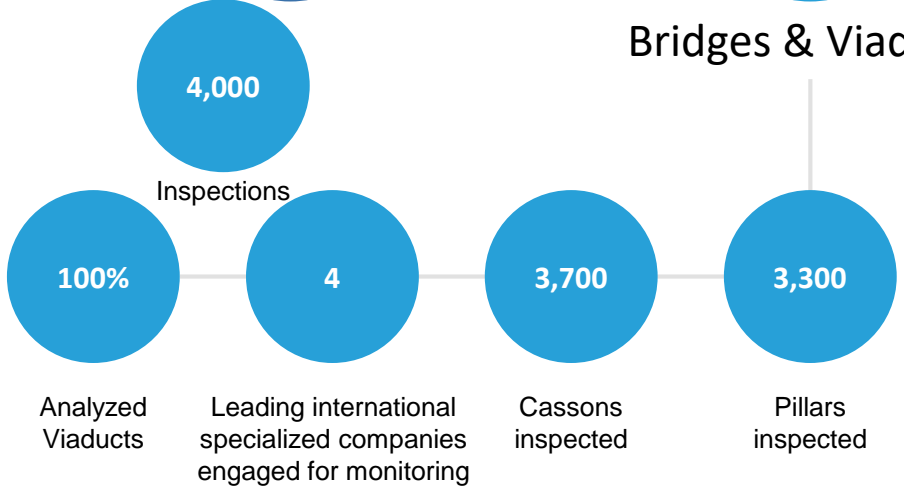 Bridges & Viad
4,000
Inspections
100%
4
3,700
3,300
Analyzed
Viaducts
Leading international
specialized companies
engaged for monitoring
Cassons
inspected
Pillars
inspected